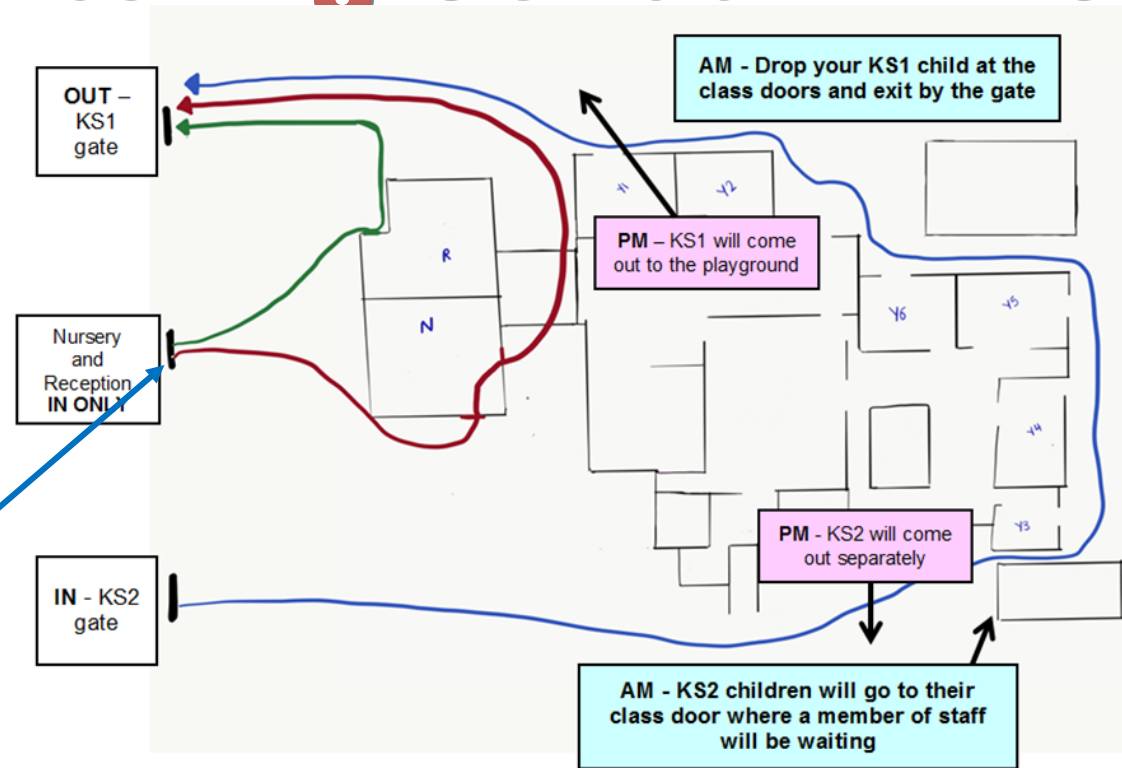 AM - Drop your KS1 child at the
class doors and exit by the gate
OUT –
KS1
gate
Y1
Y2
PM – KS1 will come
out to the playground
R
N
Y6
Y5
Nursery
and
Reception
IN ONLY
Y4
Y3
PM - KS2 will come
out separately
IN - KS2
gate
AM - KS2 children will go to their
class door where a member of staff
will be waiting